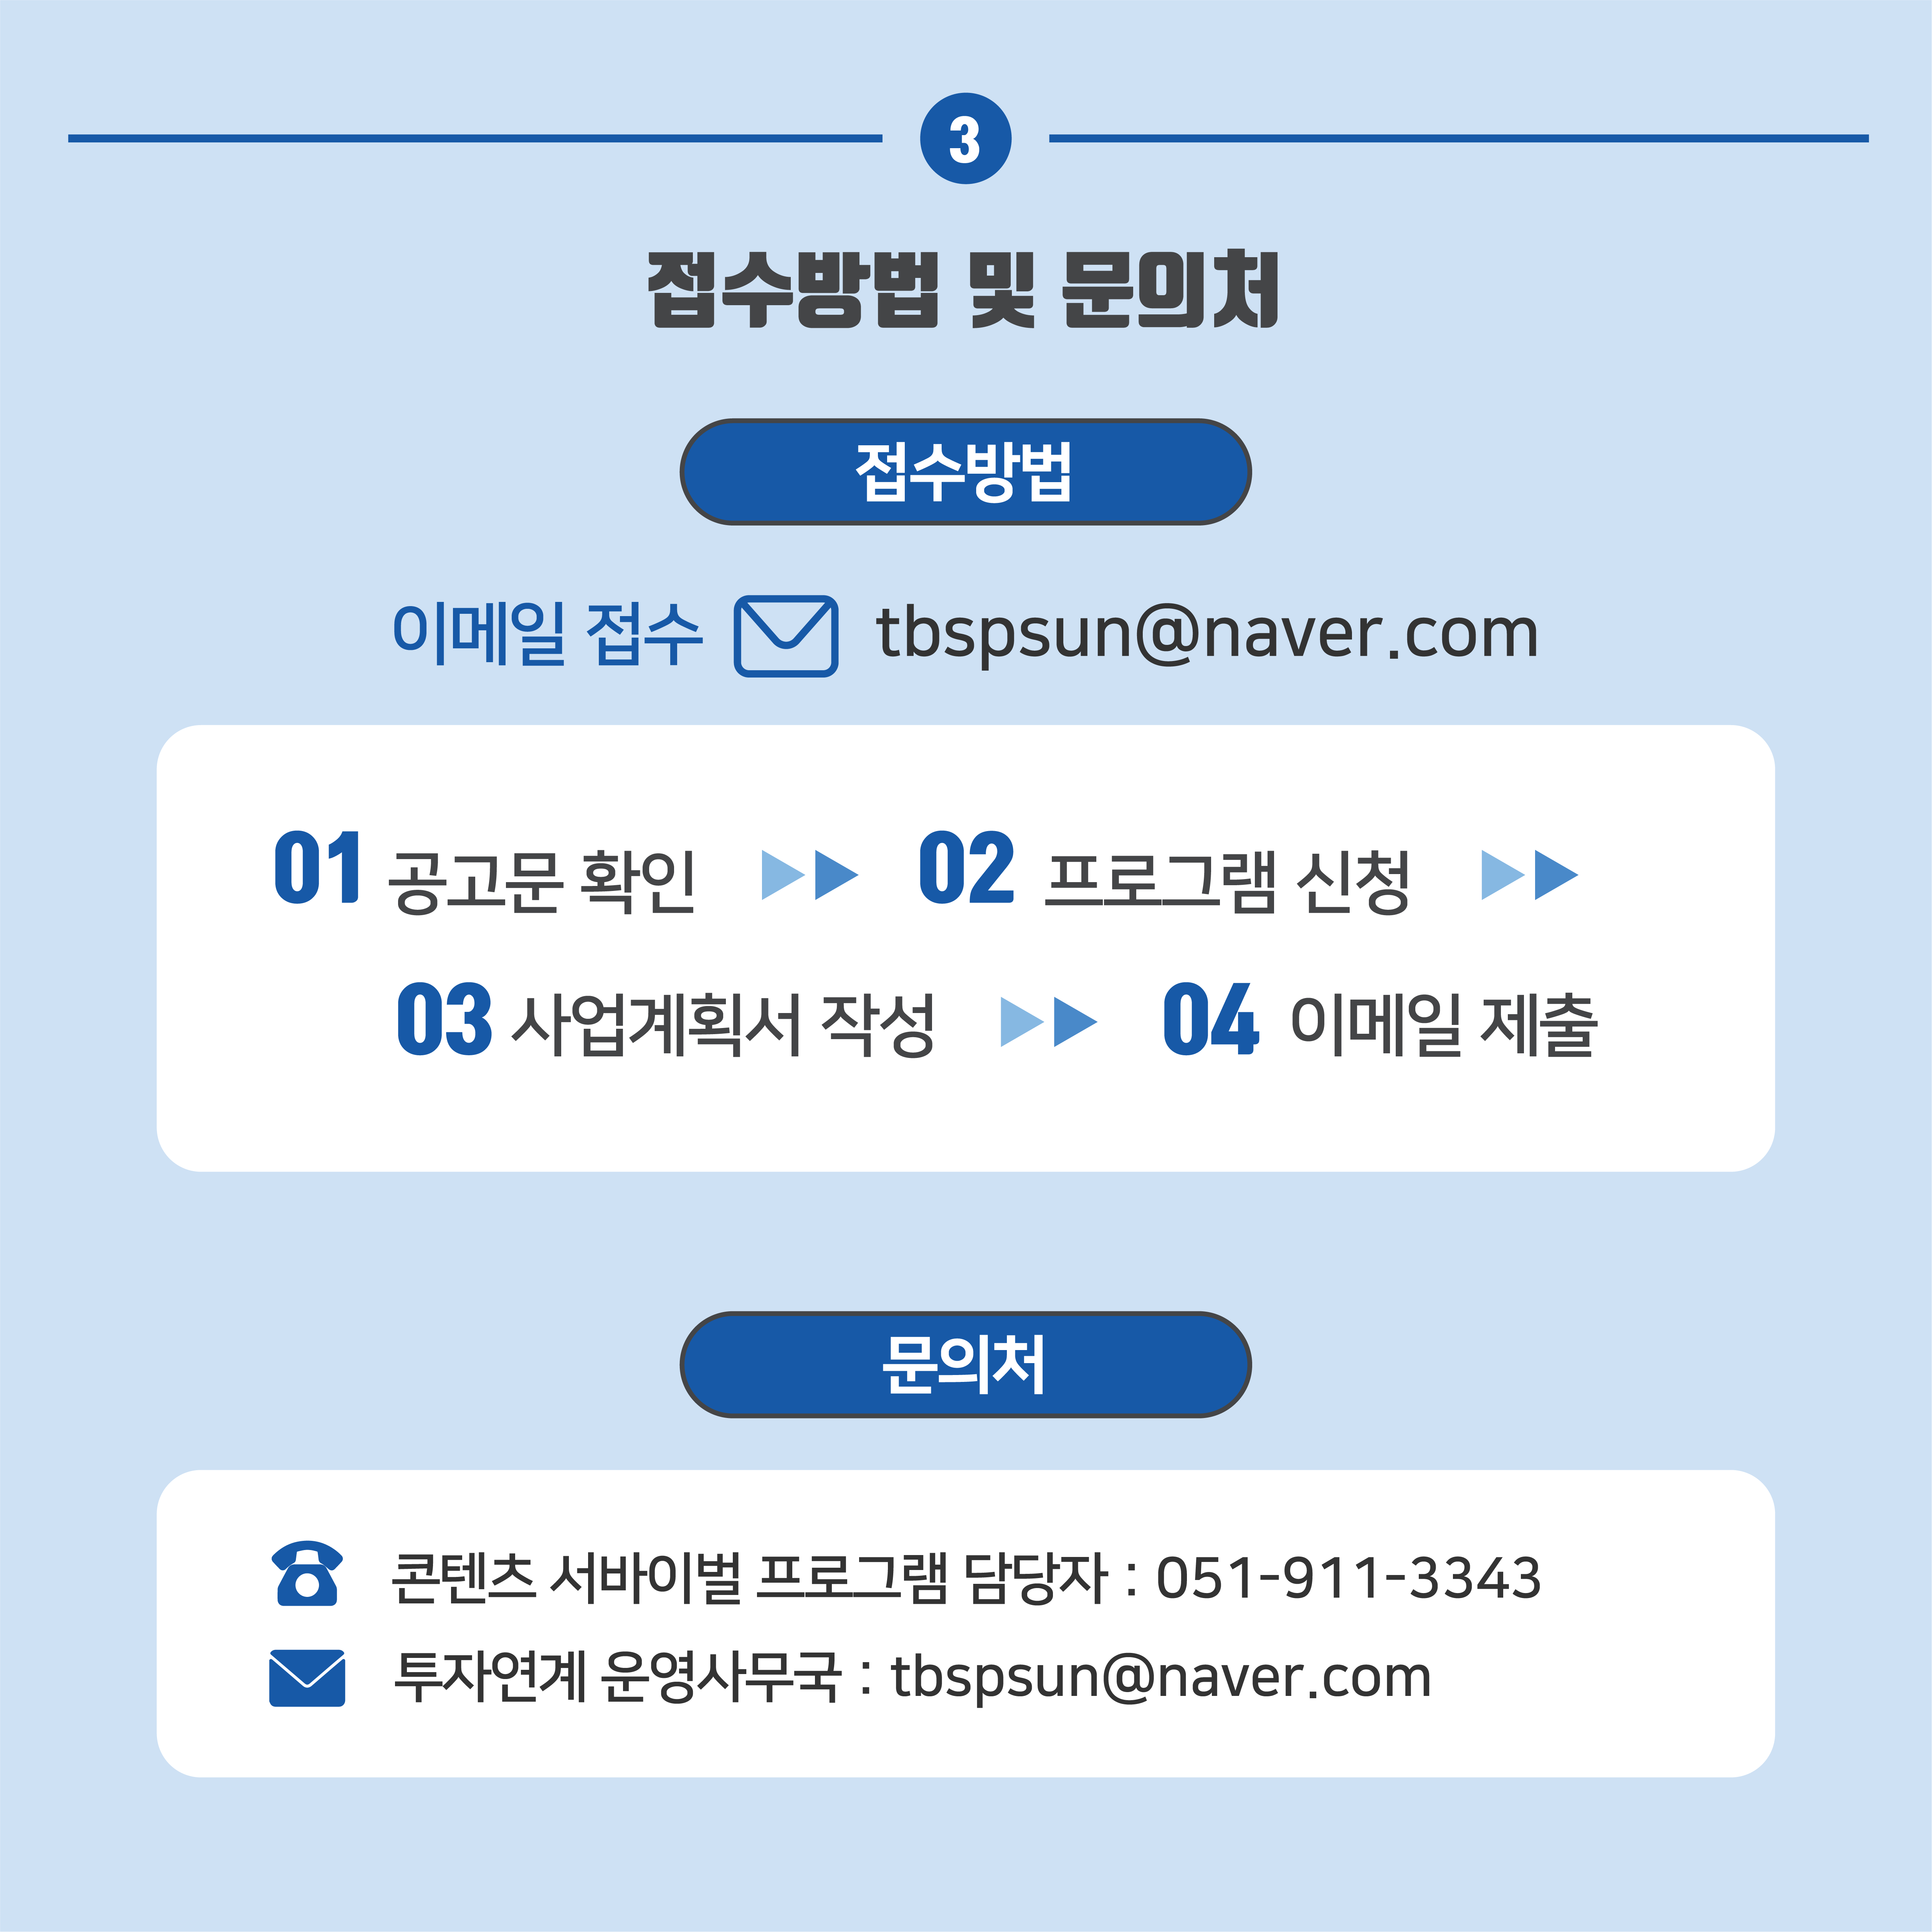 3
접수방법 및 문의처
접수방법
이메일 접수 tbspsun@naver.com
01 공고문 확인 02 프로그램 신청
03 사업계획서 작성 04 이메일 제출
문의처
콘텐츠 서바이벌 프로그램 담당자 : 051-911-3343
투자연계 운영사무국 : tbspsun@naver.com